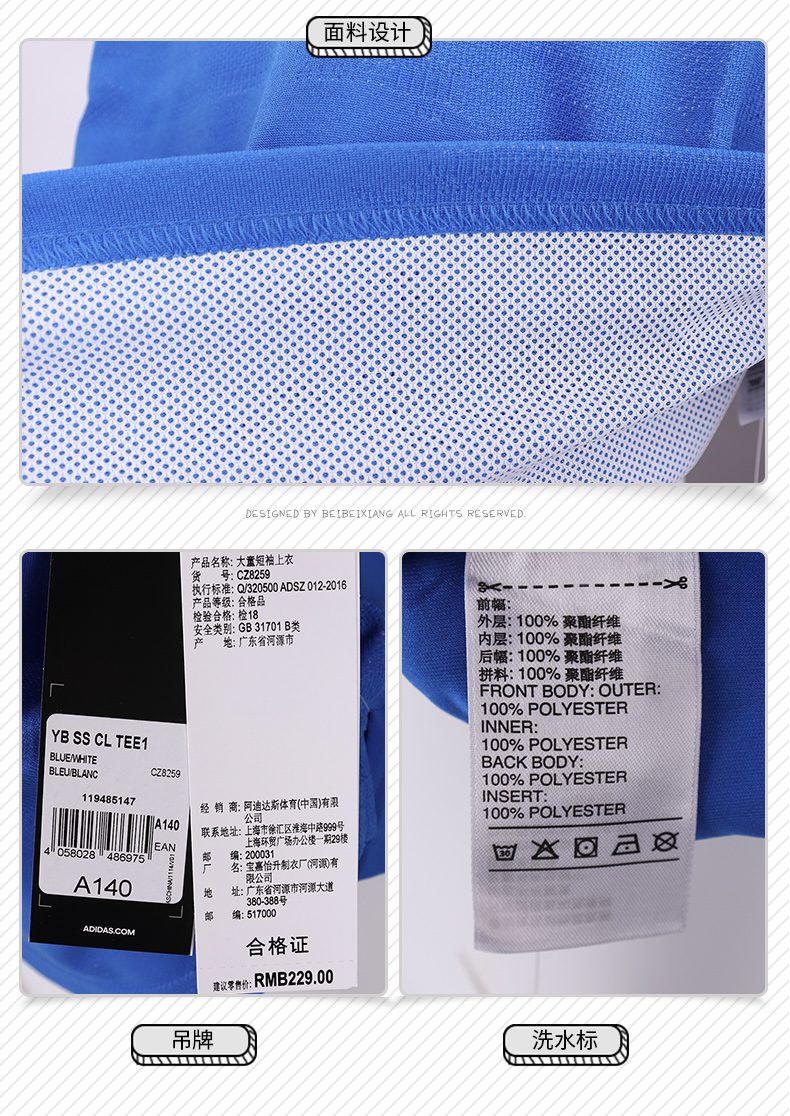 面料设计
DESIGNED BY BEIBEIXIANG ALL RIGHTS RESERVED.
YB SS CL TEE1
BLUE/WHITE
BLEU/BLANC
CZ8259
119485147
A140
4 058028 486975
EAN
A140
ADIDAS.COM
产品名称: 大童短袖上衣
货 号: CZ8259
执行标准: Q/320500 ADSZ 012-2016
产品等级: 合格品
检验合格: 检18
安全类别: GB 31701 B类
产 地: 广东省河源市
经 销 商: 阿迪达斯体育(中国)有限
公司
联系地址: 上海市徐汇区淮海中路999号
上海环贸广场办公楼一期29楼
邮 编: 200031
厂 名: 宝嘉怡升制衣厂(河源)有
限公司
地 址: 广东省河源市河源大道
380-388号
邮 编: 517000
合格证
建议零售价: RMB229.00
前幅:
外层: 100% 聚酯纤维
内层: 100% 聚酯纤维
后幅: 100% 聚酯纤维
拼料: 100% 聚酯纤维
FRONT BODY: OUTER:
100% POLYESTER
INNER:
100% POLYESTER
BACK BODY:
100% POLYESTER
INSERT:
100% POLYESTER
30
吊牌
洗水标